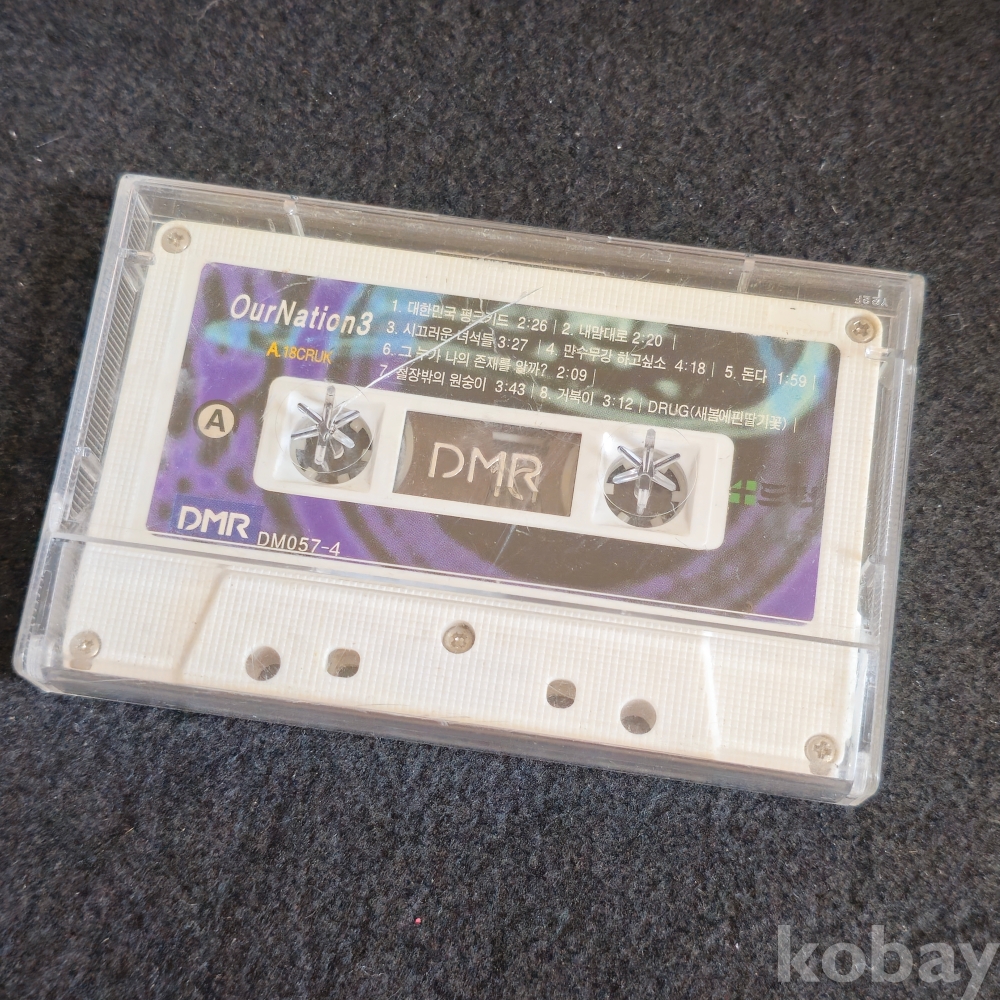 OurNation3
A.18CRUK
1. 대한민국 펑크키드 2:26 | 2. 내맘대로 2:20 |
3. 시끄러운 녀석들 3:27 | 4. 만수무강 하고싶소 4:18 | 5. 돈다 1:59 |
6. 그 누가 나의 존재를 알까? 2:09 |
7. 철장밖의 원숭이 3:43 | 8. 거북이 3:12 | DRUG(새봄에핀딸기꽃) |
A
DMR
DMR
DM057-4
kobay